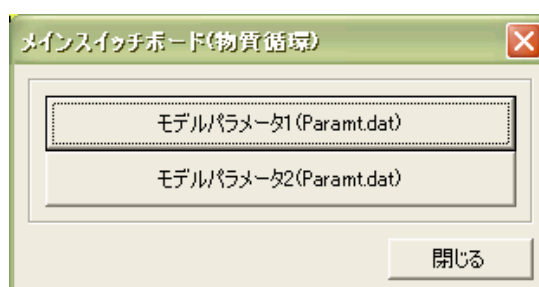 メインスイッチボード(物質循環)
モデルパラメータ1(Paramt.dat)
モデルパラメータ2(Paramt.dat)
閉じる